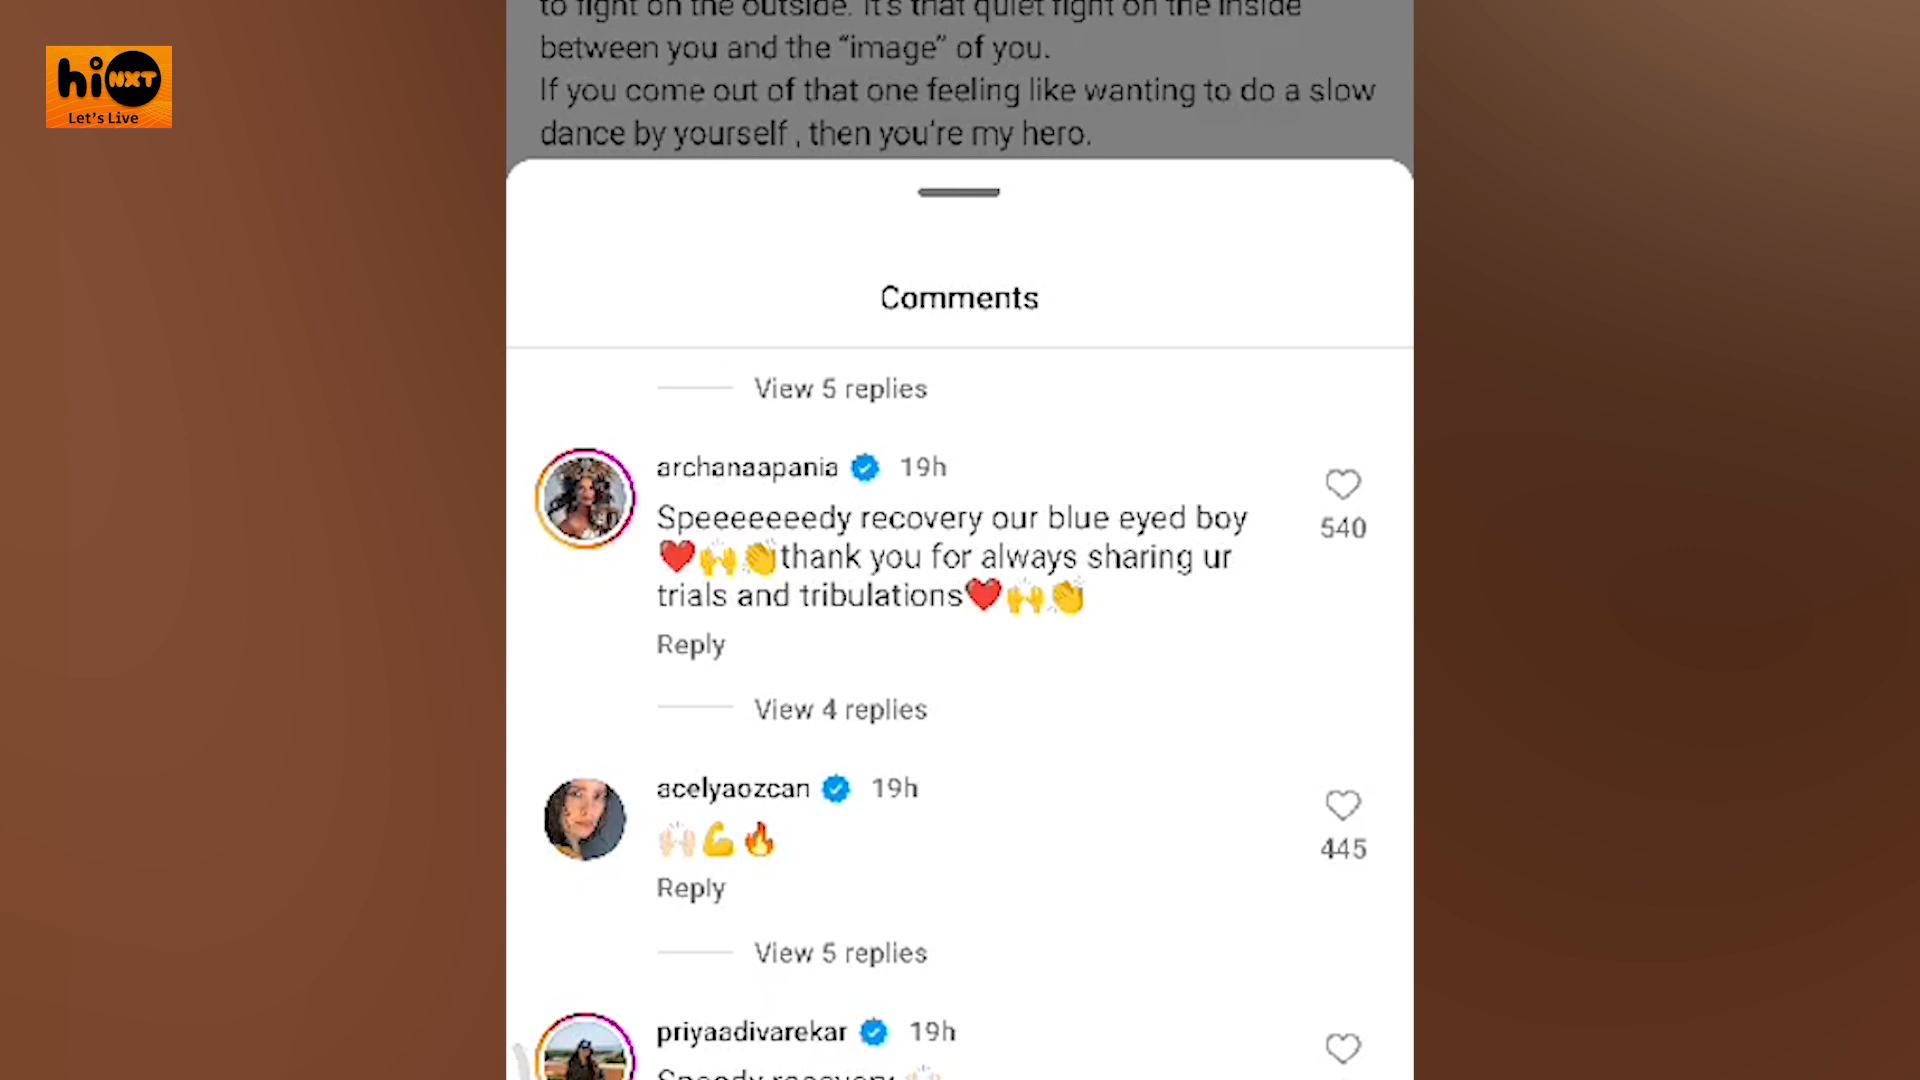 hi NXT
Let's Live
to fight on the outside. It's that quiet fight on the inside
between you and the “image” of you.
If you come out of that one feeling like wanting to do a slow
dance by yourself , then you're my hero.
Comments
View 5 replies
archanaapania 19h
Speeeeeeedy recovery our blue eyed boy
❤️🙌👏thank you for always sharing ur
trials and tribulations❤️🙌👏
540
Reply
View 4 replies
acelyaozcan 19h
🙌🏻💪🔥
445
Reply
View 5 replies
priyaadivarekar 19h
Speedy recovery 🙌🏻